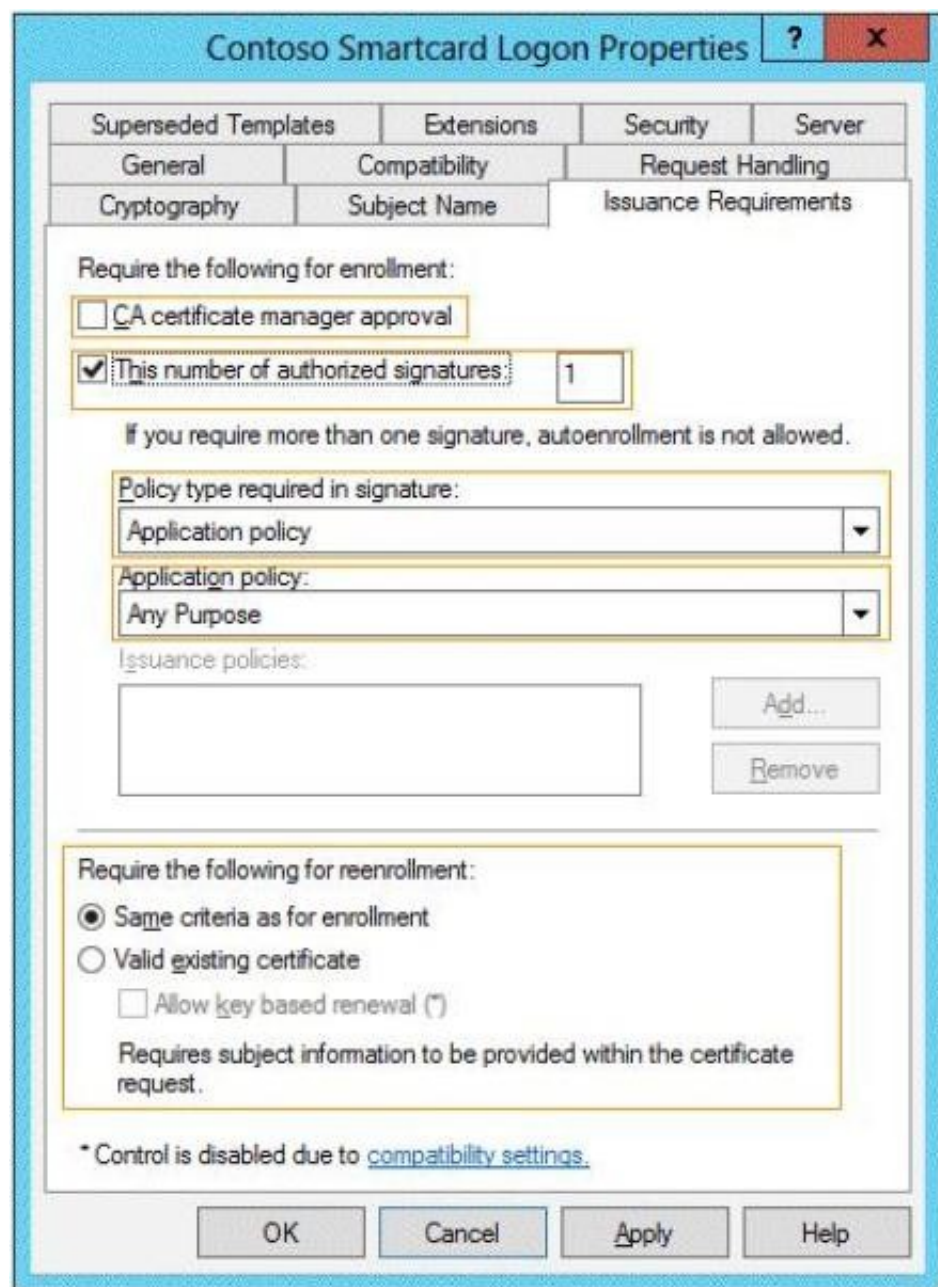 Contoso Smartcard Logon Properties ? x
Superseded Templates Extensions Security Server
General Compatibility Request Handling
Cryptography Subject Name Issuance Requirements
Require the following for enrollment:
CA certificate manager approval
This number of authorized signatures: 1
If you require more than one signature, autoenrollment is not allowed.
Policy type required in signature:
Application policy
Application policy:
Any Purpose
Issuance policies:
Add...
Remove
Require the following for reenrollment:
Same criteria as for enrollment
Valid existing certificate
Allow key based renewal (*)
Requires subject information to be provided within the certificate
request.
* Control is disabled due to compatibility settings.
OK Cancel Apply Help